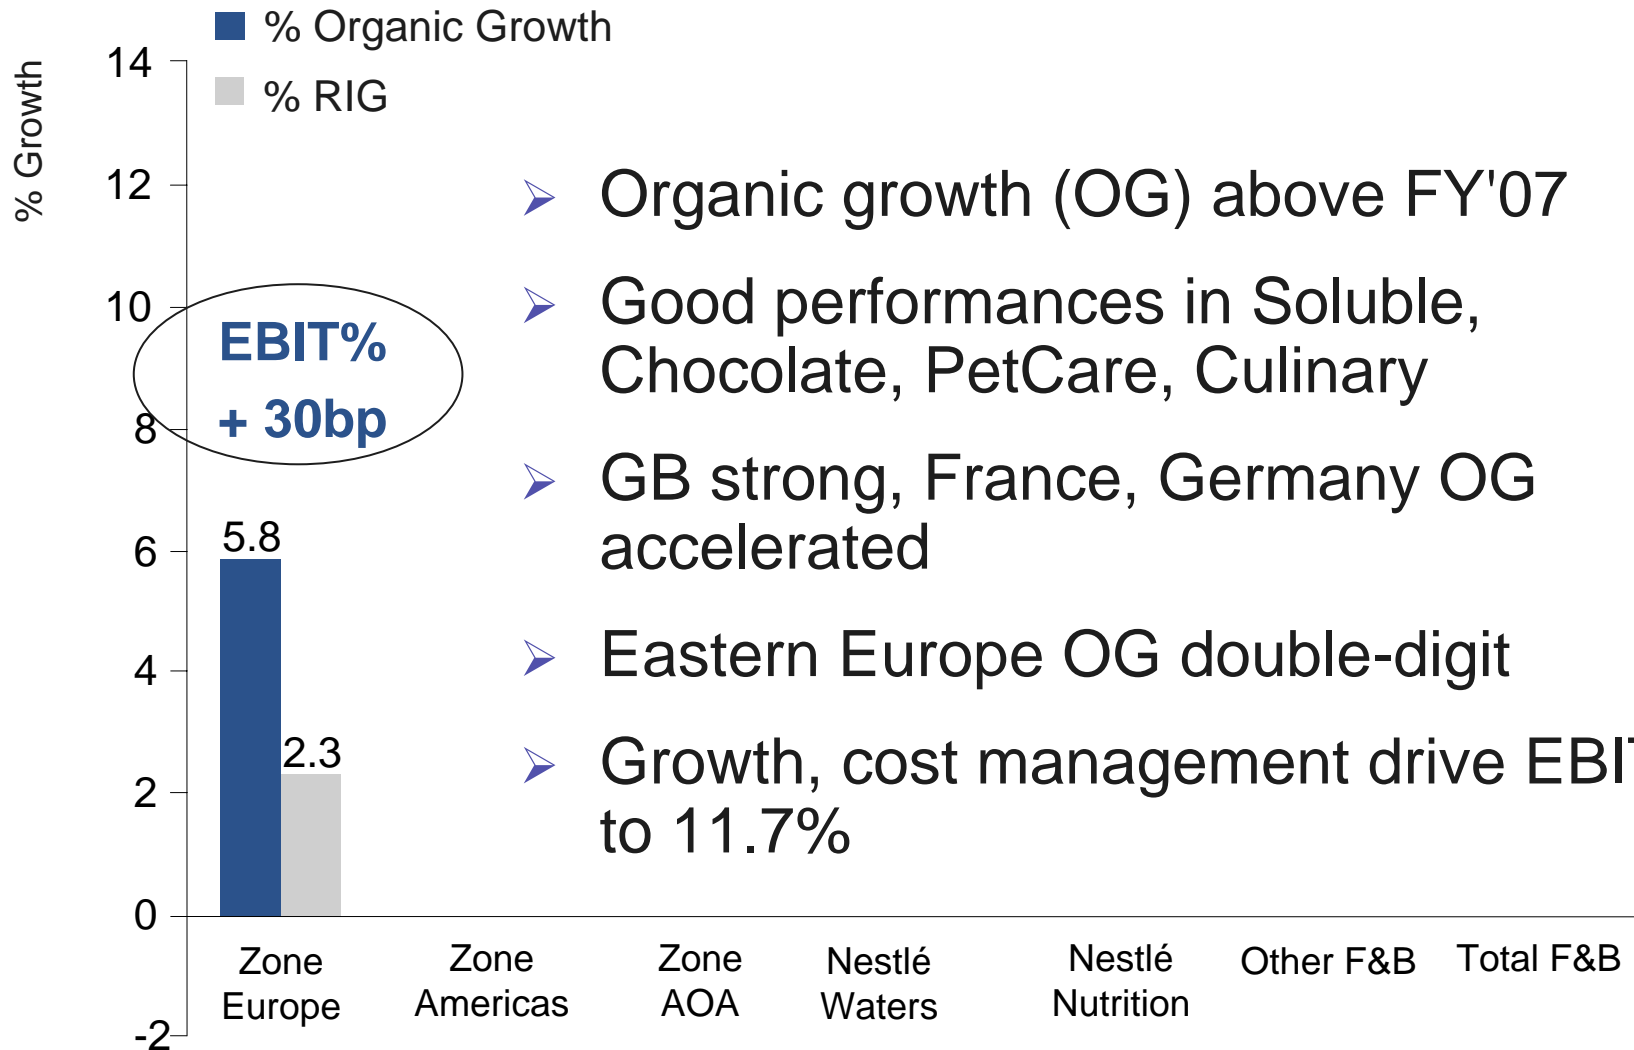 % Organic Growth
% RIG
% Growth
14
12
10
8
6
4
2
0
-2
EBIT%
+ 30bp
5.8
2.3
Organic growth (OG) above FY'07
Good performances in Soluble,
Chocolate, PetCare, Culinary
GB strong, France, Germany OG
accelerated
Eastern Europe OG double-digit
Growth, cost management drive EBIT
to 11.7%
Zone
Europe
Zone
Americas
Zone
AOA
Nestlé
Waters
Nestlé
Nutrition
Other F&B
Total F&B